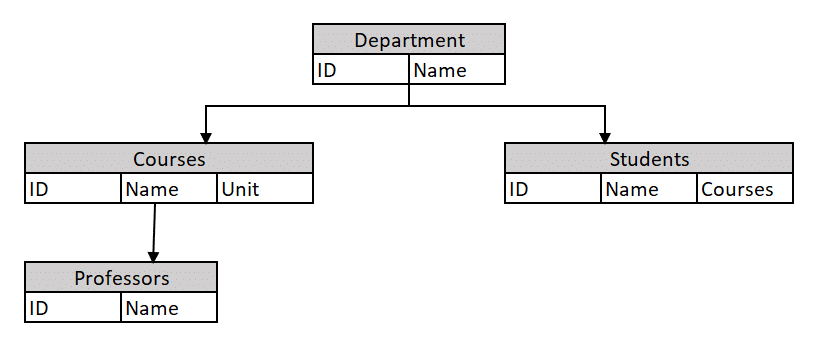 Department
ID Name
Courses
ID Name Unit
Students
ID Name Courses
Professors
ID Name